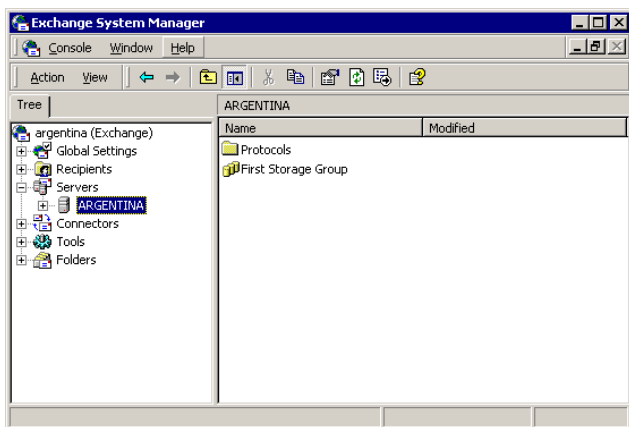 Exchange System Manager
Console Window Help
Action View
Tree
ARGENTINA
argentina (Exchange)
Global Settings
Recipients
Servers
ARGENTINA
Connectors
Tools
Folders
Name Modified
Protocols
First Storage Group